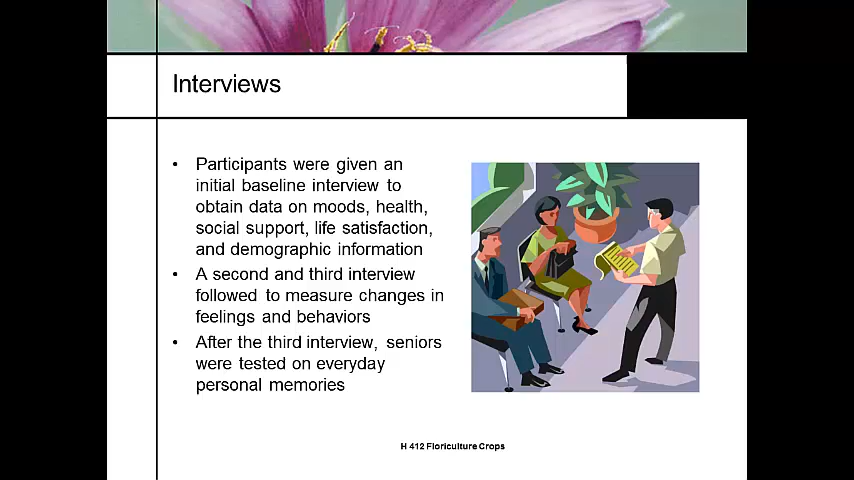 Interviews
• Participants were given an
initial baseline interview to
obtain data on moods, health,
social support, life satisfaction,
and demographic information
• A second and third interview
followed to measure changes in
feelings and behaviors
• After the third interview, seniors
were tested on everyday
personal memories
H 412 Floriculture Crops